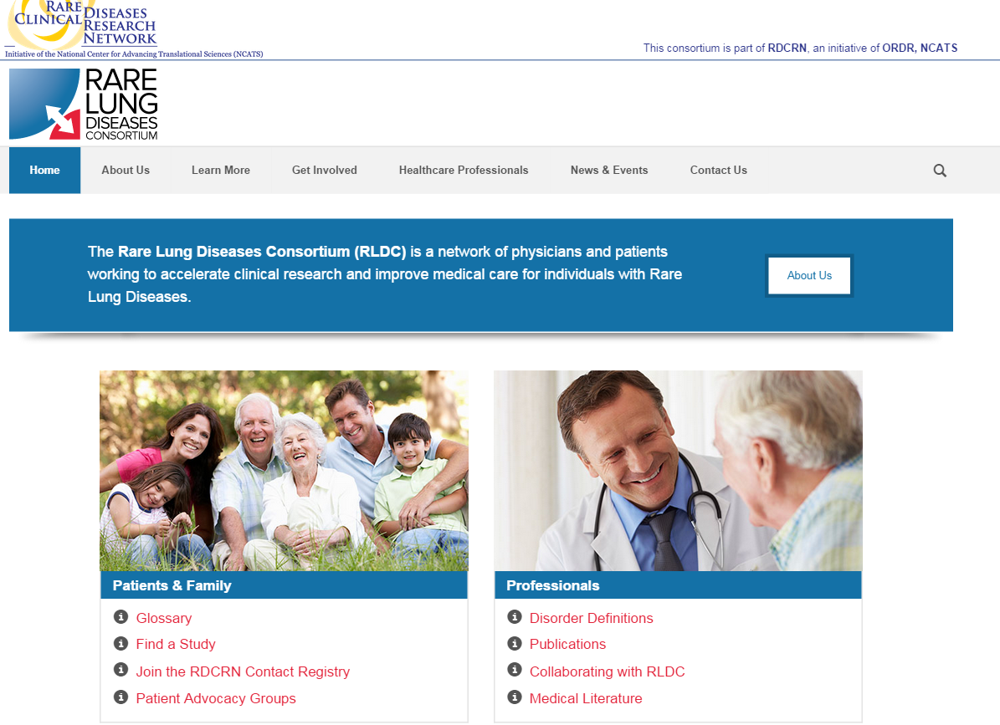 RARE
CLINICAL DISEASES
RESEARCH
NETWORK
Initiative of the National Center for Advancing Translational Sciences (NCATS)
This consortium is part of RDCRN, an initiative of ORDR, NCATS
RARE
LUNG
DISEASES
CONSORTIUM
Home About Us Learn More Get Involved Healthcare Professionals News & Events Contact Us
The Rare Lung Diseases Consortium (RLDC) is a network of physicians and patients
working to accelerate clinical research and improve medical care for individuals with Rare
Lung Diseases.
About Us
Patients & Family
Glossary
Find a Study
Join the RDCRN Contact Registry
Patient Advocacy Groups
Professionals
Disorder Definitions
Publications
Collaborating with RLDC
Medical Literature